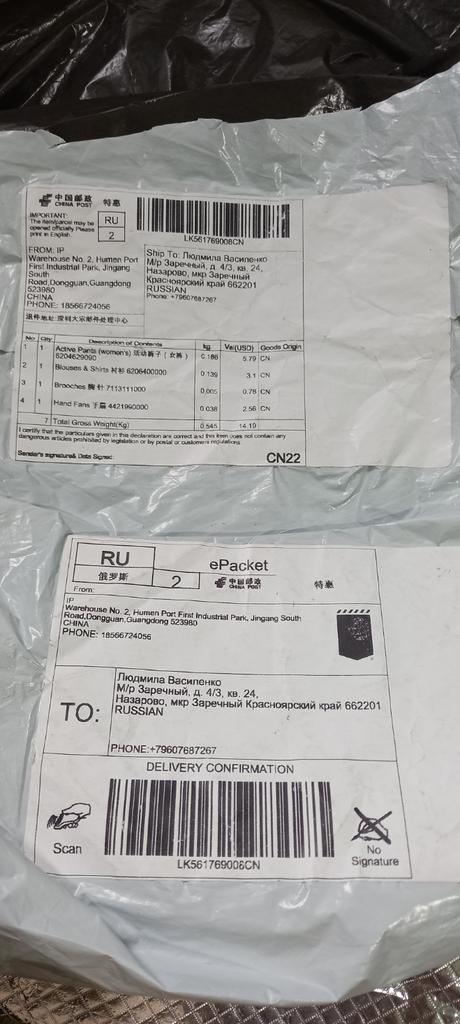 中国邮政 特惠
CHINA POST
IMPORTANT:
The item/parcel may be
opened officially. Please
print in English
RU
2
LK561769008CN
FROM: IP
Warehouse No. 2, Humen Port
First Industrial Park, Jingang
South
Road,Dongguan,Guangdong
523980
CHINA
PHONE: 18566724056
退件地址:深圳大宗邮件处理中心
Ship To: Людмила Василенко
М/р Заречный, д. 4/3, кв. 24,
Назарово, мкр Заречный
Красноярский край 662201
RUSSIAN
Phone: +79607687267
No Qty Description of Contents kg Val(USD) Goods Origin
1 1 Active Pants (women's) 活动裤子 ( 女裤 ) 6204629090 0.166 5.79 CN
2 1 Blouses & Shirts 衬衫 6206400000 0.139 3.1 CN
3 1 Brooches 胸针 7113111000 0.005 0.78 CN
4 1 Hand Fans 手扇 4421990000 0.038 2.56 CN
7 Total Gross Weight(Kg) 0.545 14.19
I certify that the particulars given in this declaration are correct and this item does not contain any
dangerous articles prohibited by legislation or by postal or customers regulations
Sender's signature& Data Signed: CN22
RU
俄罗斯 2
ePacket
中国邮政 特惠
CHINA POST
From:
IP
Warehouse No. 2, Humen Port First Industrial Park, Jingang South
Road,Dongguan,Guangdong 523980
CHINA
PHONE: 18566724056
TO:
Людмила Василенко
М/р Заречный, д. 4/3, кв. 24,
Назарово, мкр Заречный Красноярский край 662201
RUSSIAN
PHONE:+79607687267
DELIVERY CONFIRMATION
Scan
LK561769008CN
No
Signature